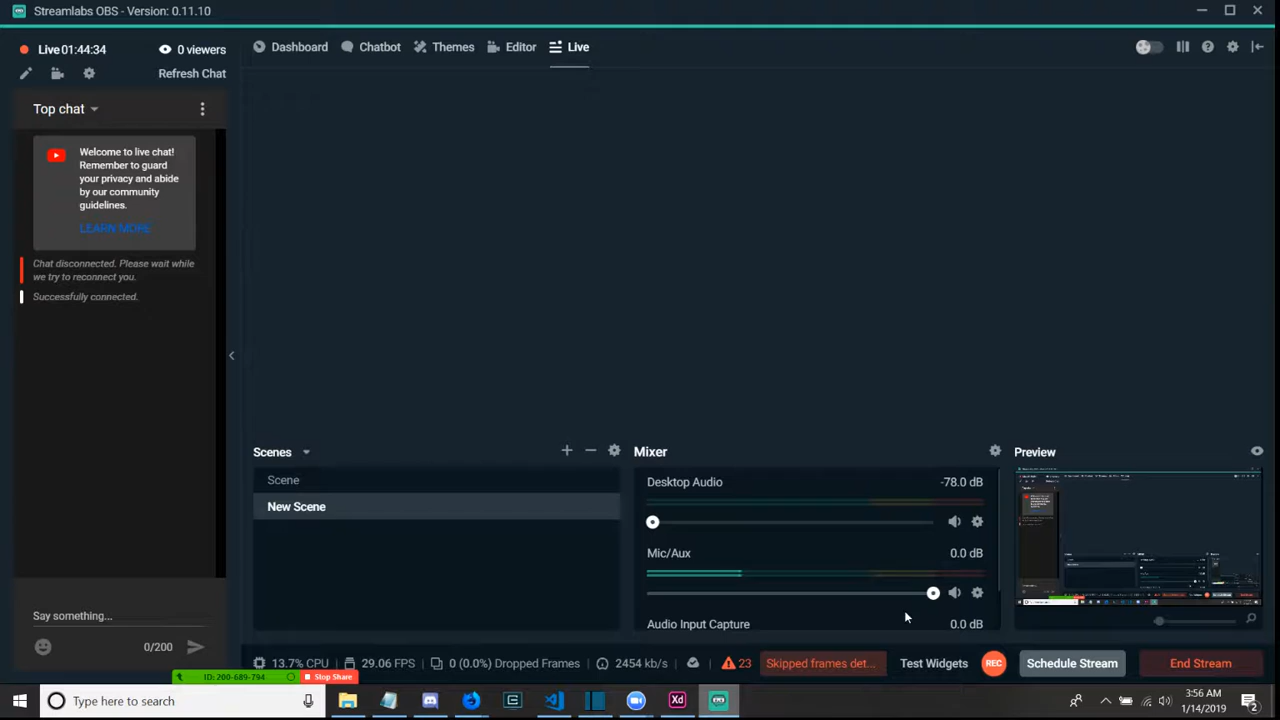 Streamlabs OBS - Version: 0.11.10
Live 01:44:34
0 viewers
Refresh Chat
Dashboard
Chatbot
Themes
Editor
Live
Top chat
Welcome to live chat!
Remember to guard
your privacy and abide
by our community
guidelines.
LEARN MORE
Chat disconnected. Please wait while
we try to reconnect you.
Successfully connected.
Say something...
0/200
Scenes
Scene
New Scene
Mixer
Desktop Audio
-78.0 dB
Mic/Aux
0.0 dB
Audio Input Capture
0.0 dB
Preview
13.7% CPU
29.06 FPS
0 (0.0%) Dropped Frames
2454 kb/s
23
Skipped frames det...
Test Widgets
REC
Schedule Stream
End Stream
ID: 200-689-794
Stop Share
Type here to search
Xd
3:56 AM
1/14/2019
2